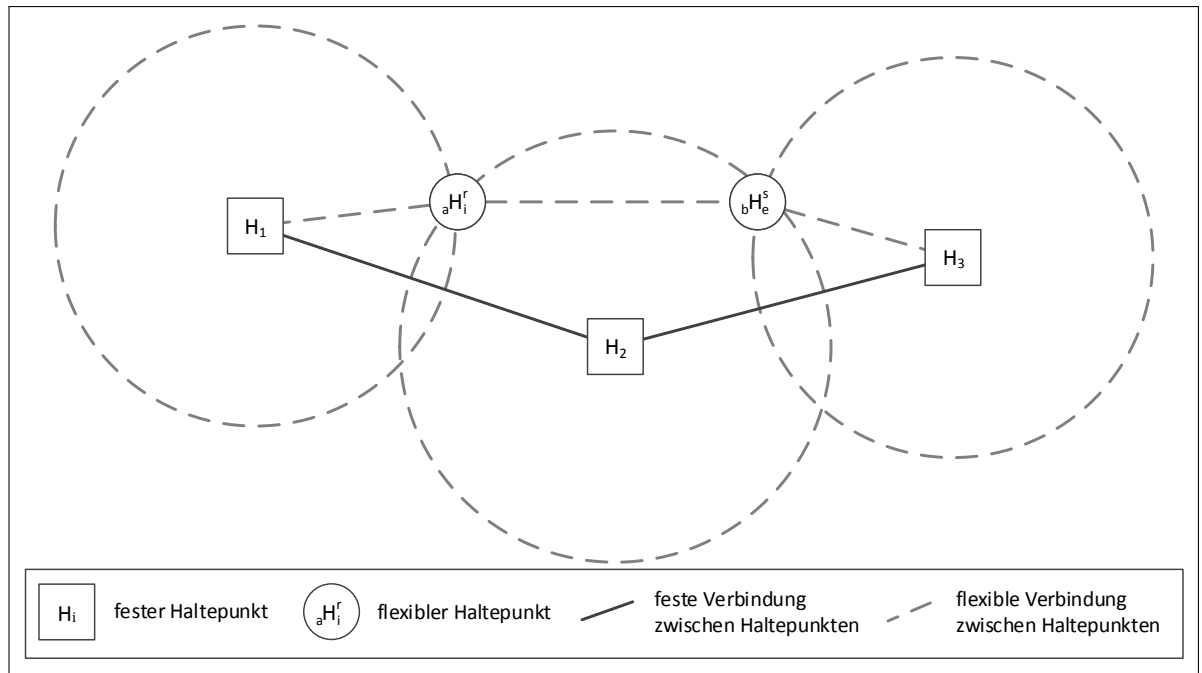 aHᵢʳ
bHₑˢ
H₁
H₃
H₂
Hᵢ fester Haltepunkt aHᵢʳ flexibler Haltepunkt feste Verbindung flexible Verbindung
zwischen Haltepunkten zwischen Haltepunkten